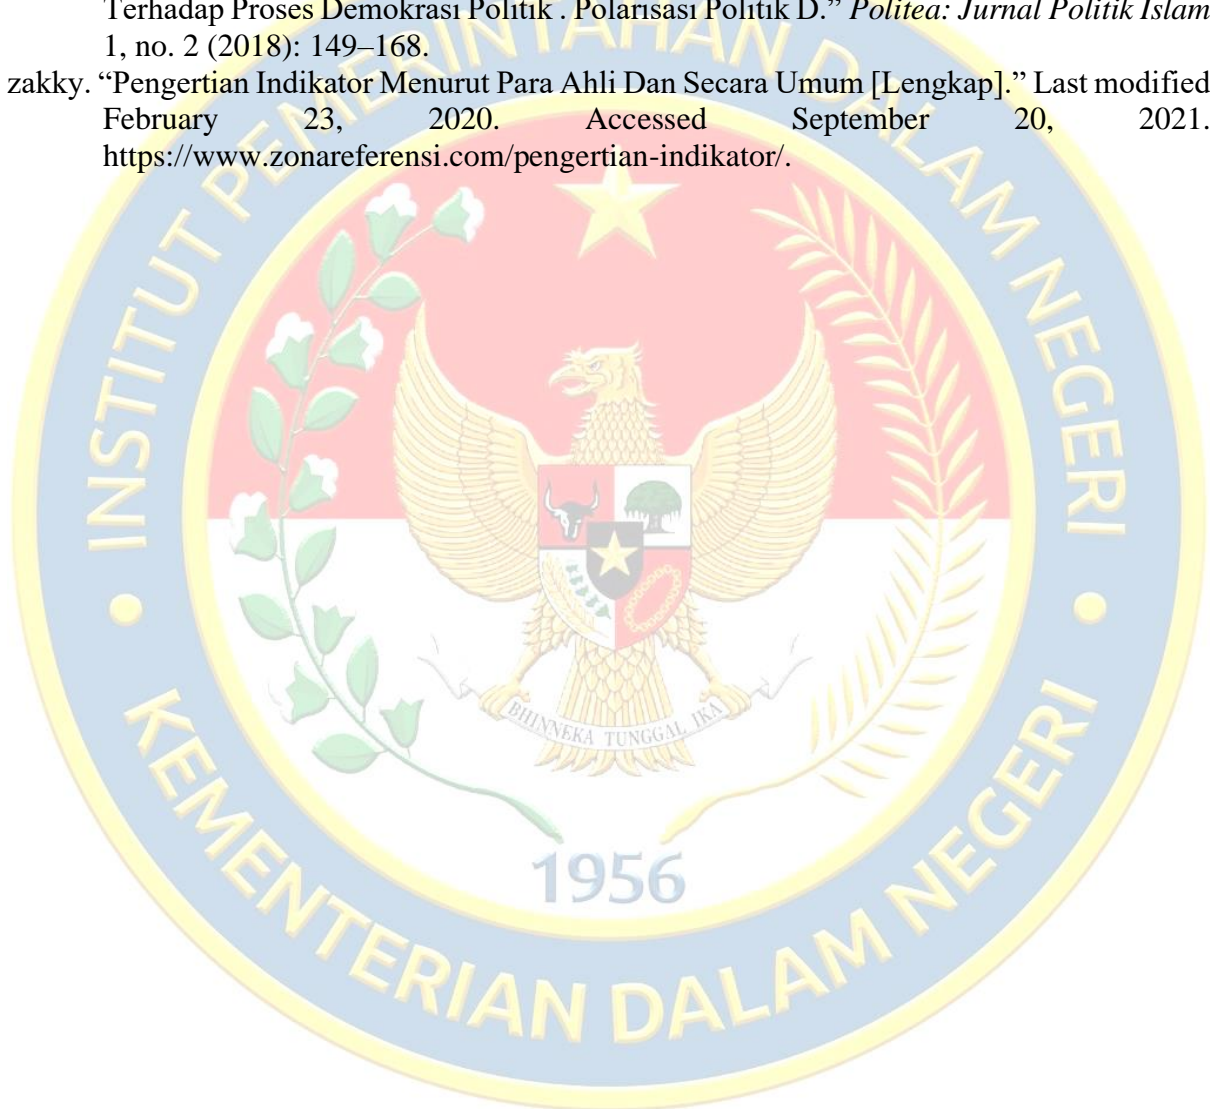 Terhadap Proses Demokrasi Politik . Polarisasi Politik D.” Politea: Jurnal Politik Islam
1, no. 2 (2018): 149–168.
zakky. “Pengertian Indikator Menurut Para Ahli Dan Secara Umum [Lengkap].” Last modified
February 23, 2020. Accessed September 20, 2021.
https://www.zonareferensi.com/pengertian-indikator/.
INSTITUT PEMERINTAHAN DALAM NEGERI
BHINNEKA TUNGGAL IKA
1956
KEMENTERIAN DALAM NEGERI